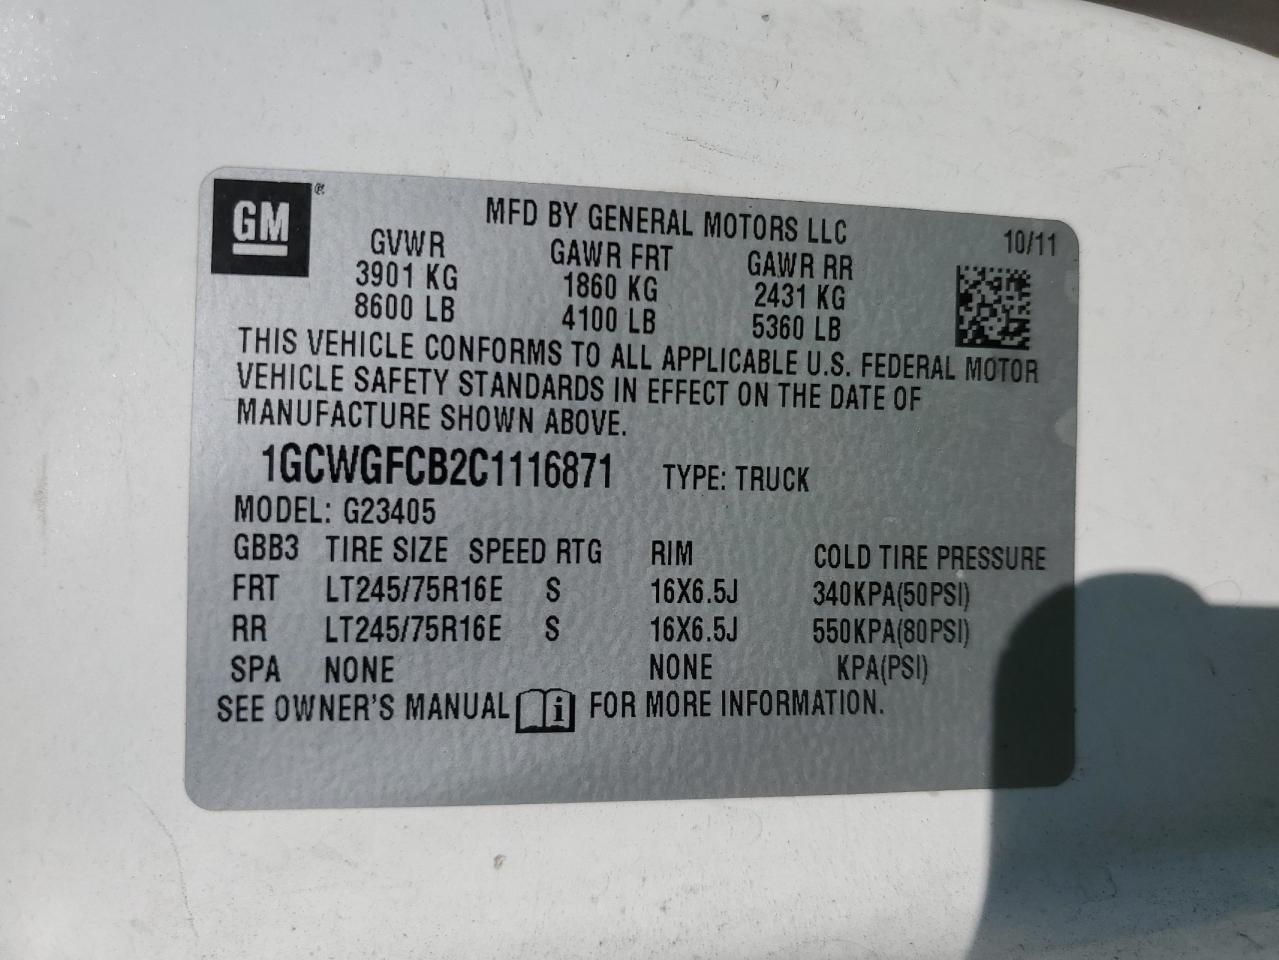 GM ®
MFD BY GENERAL MOTORS LLC 10/11
GVWR GAWR FRT GAWR RR
3901 KG 1860 KG 2431 KG
8600 LB 4100 LB 5360 LB
THIS VEHICLE CONFORMS TO ALL APPLICABLE U.S. FEDERAL MOTOR
VEHICLE SAFETY STANDARDS IN EFFECT ON THE DATE OF
MANUFACTURE SHOWN ABOVE.
1GCWGFCB2C1116871 TYPE: TRUCK
MODEL: G23405
GBB3 TIRE SIZE SPEED RTG RIM COLD TIRE PRESSURE
FRT LT245/75R16E S 16X6.5J 340KPA(50PSI)
RR LT245/75R16E S 16X6.5J 550KPA(80PSI)
SPA NONE NONE KPA(PSI)
SEE OWNER'S MANUAL i FOR MORE INFORMATION.